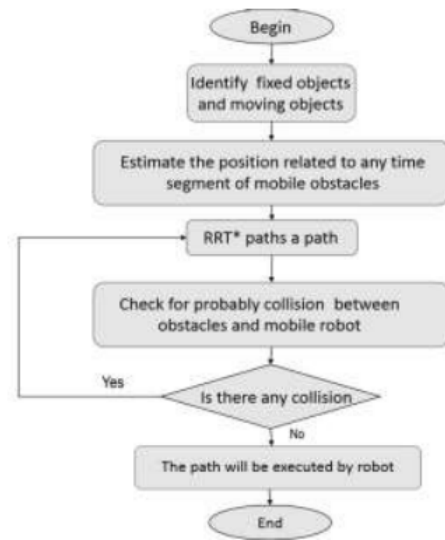 Begin
Identify fixed objects
and moving objects
Estimate the position related to any time
segment of mobile obstacles
RRT* paths a path
Check for probably collision between
obstacles and mobile robot
Yes
Is there any collision
No
The path will be executed by robot
End